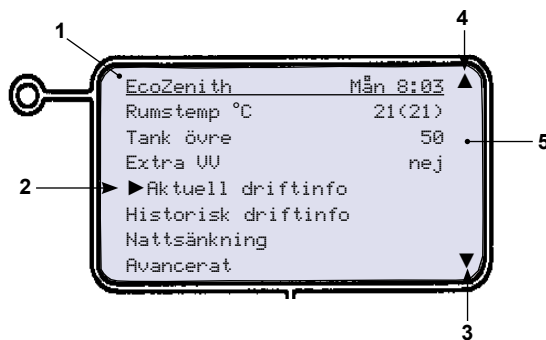 4
1
EcoZenith Mån 8:03 ▲
Rumstemp °C 21(21)
Tank övre 50
5
Extra VV nej
2 ►Aktuell driftinfo
Historisk driftinfo
Nattsänkning
Avancerat ▼
3